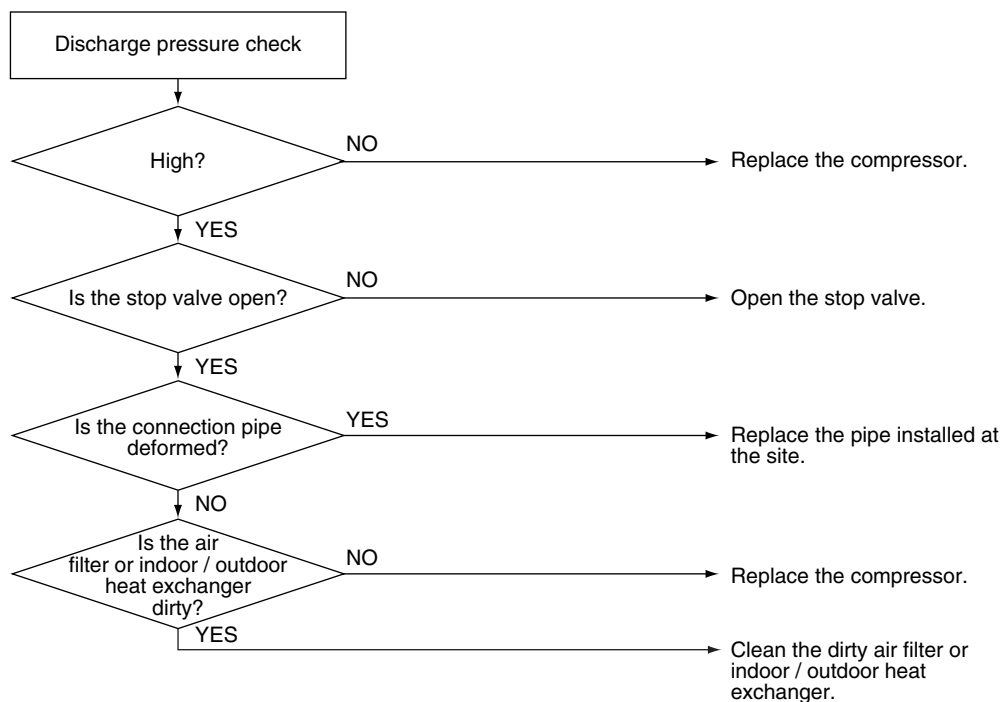 Discharge pressure check
High?
NO
Replace the compressor.
YES
Is the stop valve open?
NO
Open the stop valve.
YES
Is the connection pipe
deformed?
YES
Replace the pipe installed at
the site.
NO
Is the air
filter or indoor / outdoor
heat exchanger
dirty?
NO
Replace the compressor.
YES
Clean the dirty air filter or
indoor / outdoor heat
exchanger.